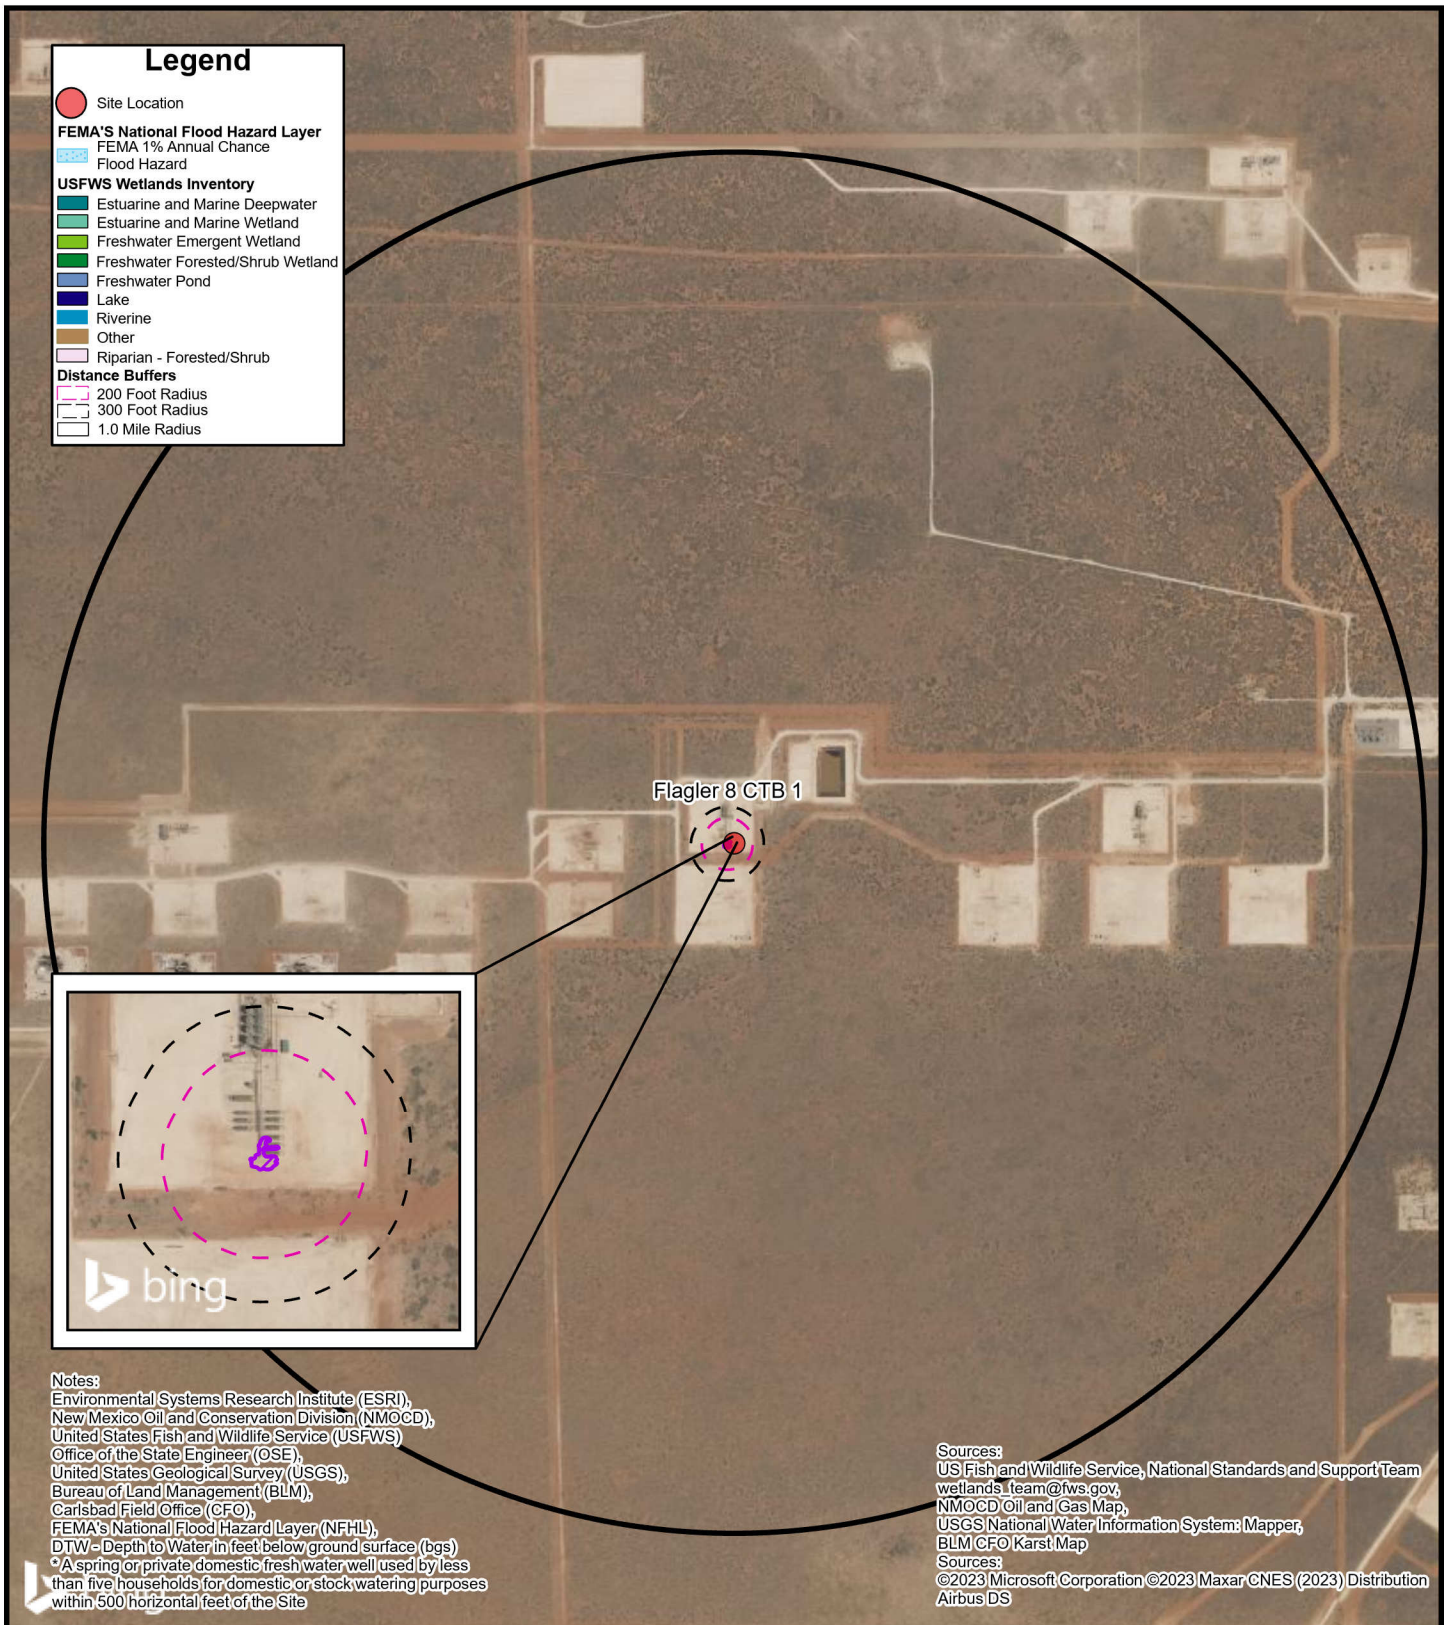 Legend
Site Location
FEMA'S National Flood Hazard Layer
FEMA 1% Annual Chance
Flood Hazard
USFWS Wetlands Inventory
Estuarine and Marine Deepwater
Estuarine and Marine Wetland
Freshwater Emergent Wetland
Freshwater Forested/Shrub Wetland
Freshwater Pond
Lake
Riverine
Other
Riparian - Forested/Shrub
Distance Buffers
200 Foot Radius
300 Foot Radius
1.0 Mile Radius
Flagler 8 CTB 1
bing
Notes:
Environmental Systems Research Institute (ESRI),
New Mexico Oil and Conservation Division (NMOCD),
United States Fish and Wildlife Service (USFWS)
Office of the State Engineer (OSE),
United States Geological Survey (USGS),
Bureau of Land Management (BLM),
Carlsbad Field Office (CFO),
FEMA's National Flood Hazard Layer (NFHL),
DTW - Depth to Water in feet below ground surface (bgs)
* A spring or private domestic fresh water well used by less
than five households for domestic or stock watering purposes
within 500 horizontal feet of the Site
Sources:
US Fish and Wildlife Service, National Standards and Support Team
wetlands_team@fws.gov,
NMOCD Oil and Gas Map,
USGS National Water Information System: Mapper,
BLM CFO Karst Map
Sources:
©2023 Microsoft Corporation ©2023 Maxar CNES (2023) Distribution
Airbus DS